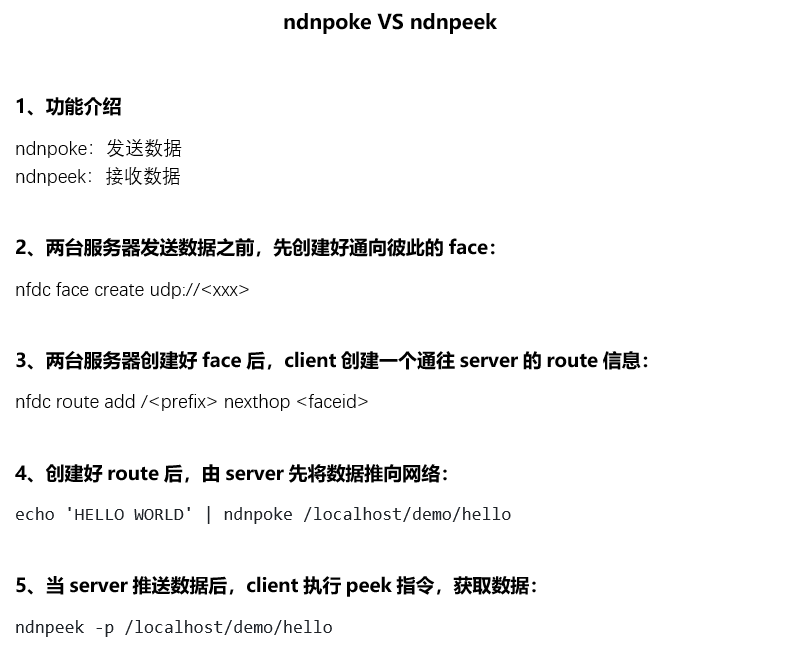 ndnpoke VS ndnpeek
1、功能介绍
ndnpoke：发送数据
ndnpeek：接收数据
2、两台服务器发送数据之前，先创建好通向彼此的 face：
nfdc face create udp://<xxx>
3、两台服务器创建好 face 后，client 创建一个通往 server 的 route 信息：
nfdc route add /<prefix> nexthop <faceid>
4、创建好 route 后，由 server 先将数据推向网络：
echo 'HELLO WORLD' | ndnpoke /localhost/demo/hello
5、当 server 推送数据后，client 执行 peek 指令，获取数据：
ndnpeek -p /localhost/demo/hello